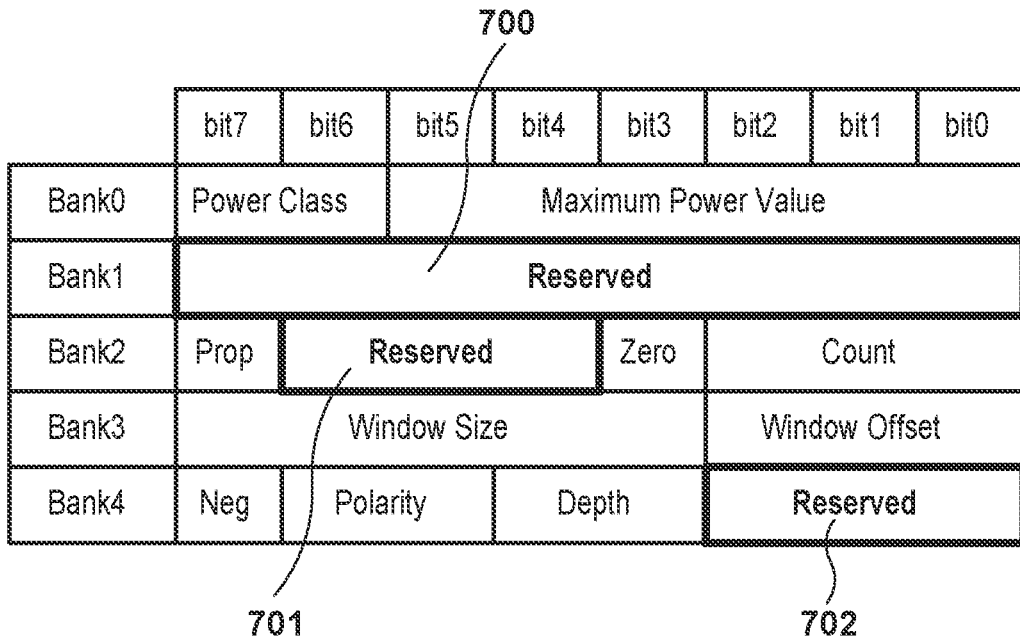 700
bit7 bit6 bit5 bit4 bit3 bit2 bit1 bit0
Bank0 Power Class Maximum Power Value
Bank1 Reserved
Bank2 Prop Reserved Zero Count
Bank3 Window Size Window Offset
Bank4 Neg Polarity Depth Reserved
701 702